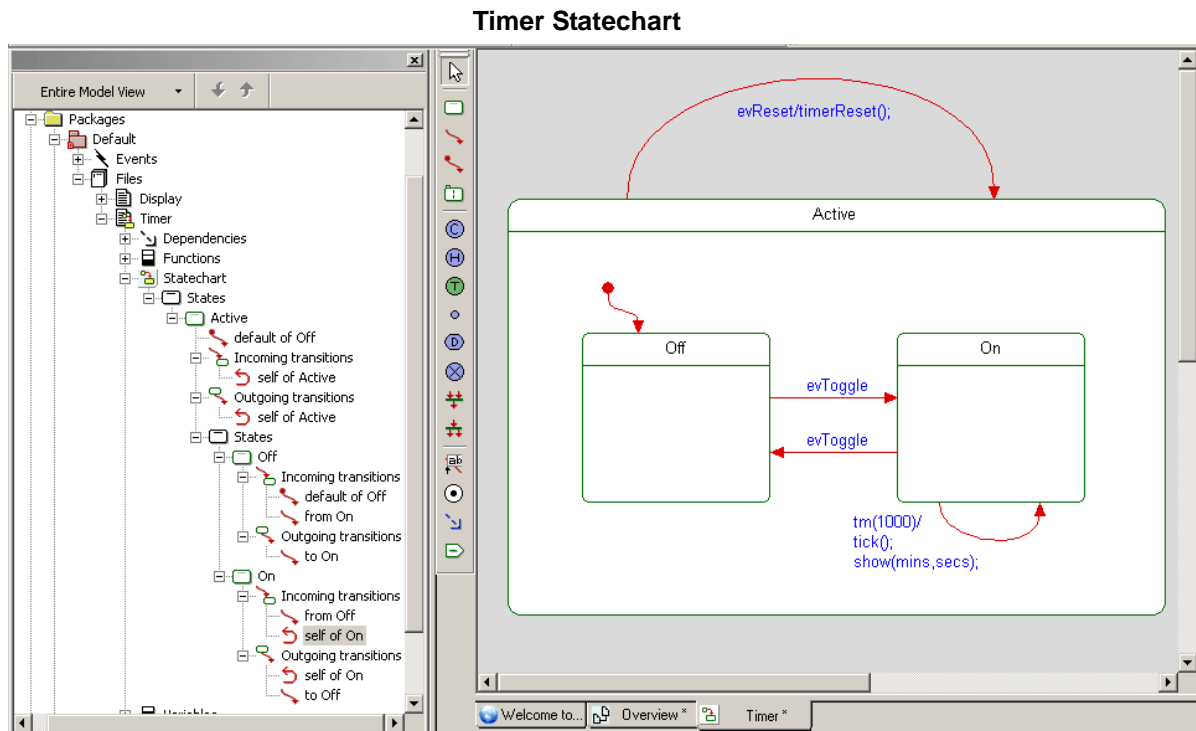 Timer Statechart
Entire Model View
Packages
Default
Events
Files
Display
Timer
Dependencies
Functions
Statechart
States
Active
default of Off
Incoming transitions
self of Active
Outgoing transitions
self of Active
States
Off
Incoming transitions
default of Off
from On
Outgoing transitions
to On
On
Incoming transitions
from Off
self of On
Outgoing transitions
self of On
to Off
C
H
T
D
ab
evReset/timerReset();
Active
Off
On
evToggle
evToggle
tm(1000)/
tick();
show(mins,secs);
Welcome to...
Overview *
Timer *